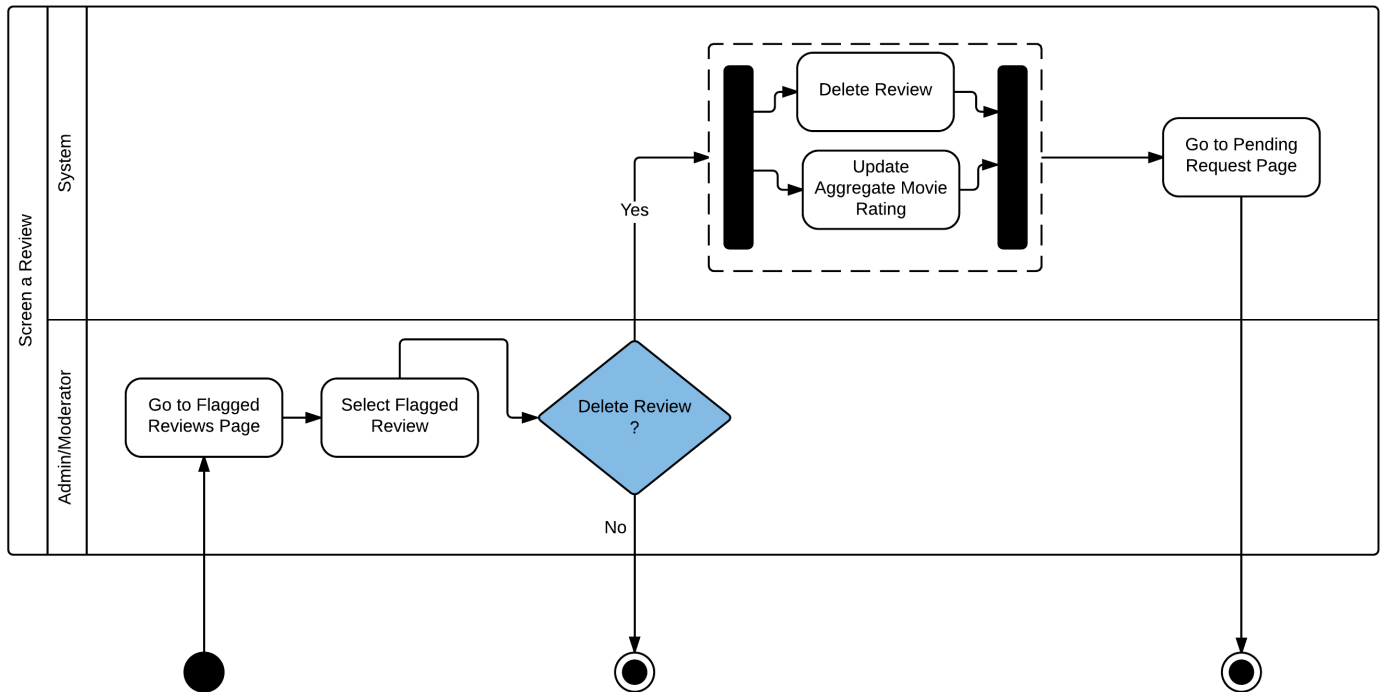 Screen a Review
System
Delete Review
Update
Aggregate Movie
Rating
Go to Pending
Request Page
Yes
Admin/Moderator
Go to Flagged
Reviews Page
Select Flagged
Review
Delete Review
?
No